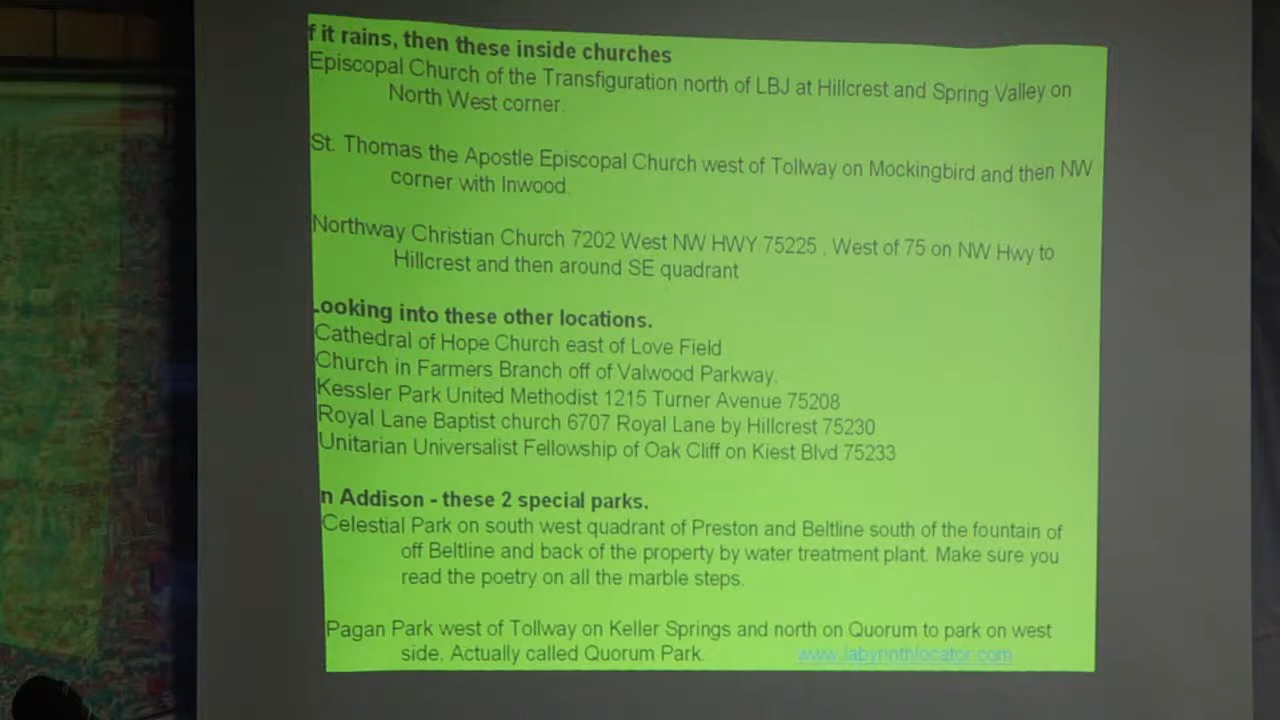 f it rains, then these inside churches
Episcopal Church of the Transfiguration north of LBJ at Hillcrest and Spring Valley on
North West corner.
St. Thomas the Apostle Episcopal Church west of Tollway on Mockingbird and then NW
corner with Inwood.
Northway Christian Church 7202 West NW HWY 75225 . West of 75 on NW Hwy to
Hillcrest and then around SE quadrant
Looking into these other locations.
Cathedral of Hope Church east of Love Field
Church in Farmers Branch off of Valwood Parkway.
Kessler Park United Methodist 1215 Turner Avenue 75208
Royal Lane Baptist church 6707 Royal Lane by Hillcrest 75230
Unitarian Universalist Fellowship of Oak Cliff on Kiest Blvd 75233
n Addison - these 2 special parks.
Celestial Park on south west quadrant of Preston and Beltline south of the fountain of
off Beltline and back of the property by water treatment plant. Make sure you
read the poetry on all the marble steps.
Pagan Park west of Tollway on Keller Springs and north on Quorum to park on west
side. Actually called Quorum Park. www.labyrinthlocator.com